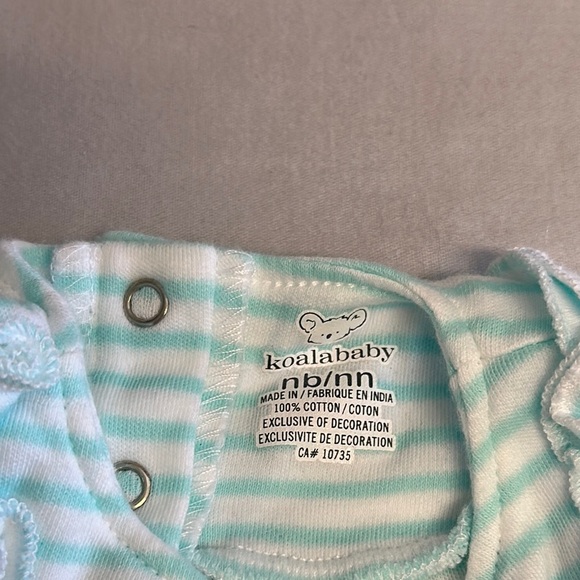 koalababy
nb/nn
MADE IN / FABRIQUE EN INDIA
100% COTTON / COTON
EXCLUSIVE OF DECORATION
EXCLUSIVITE DE DECORATION
CA# 10735